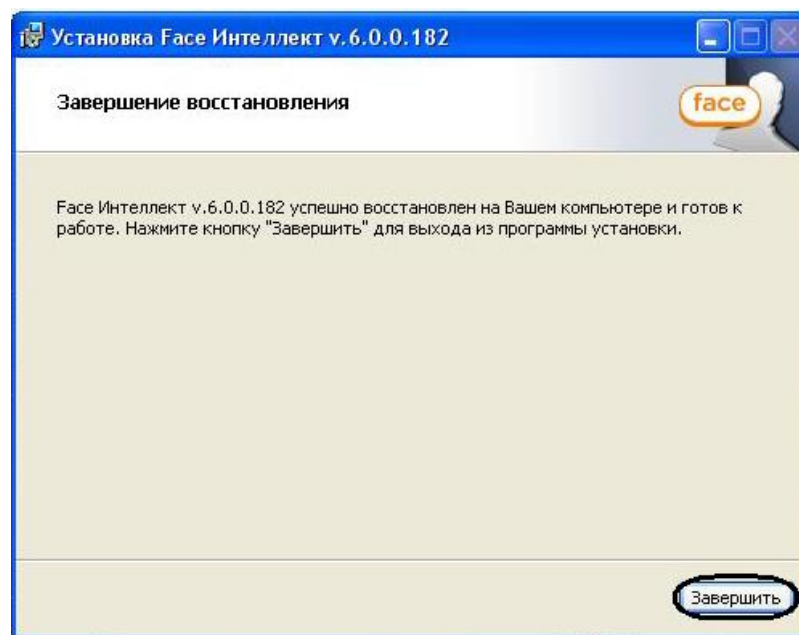 Установка Face Интеллект v.6.0.0.182
Завершение восстановления
face
Face Интеллект v.6.0.0.182 успешно восстановлен на Вашем компьютере и готов к
работе. Нажмите кнопку "Завершить" для выхода из программы установки.
Завершить